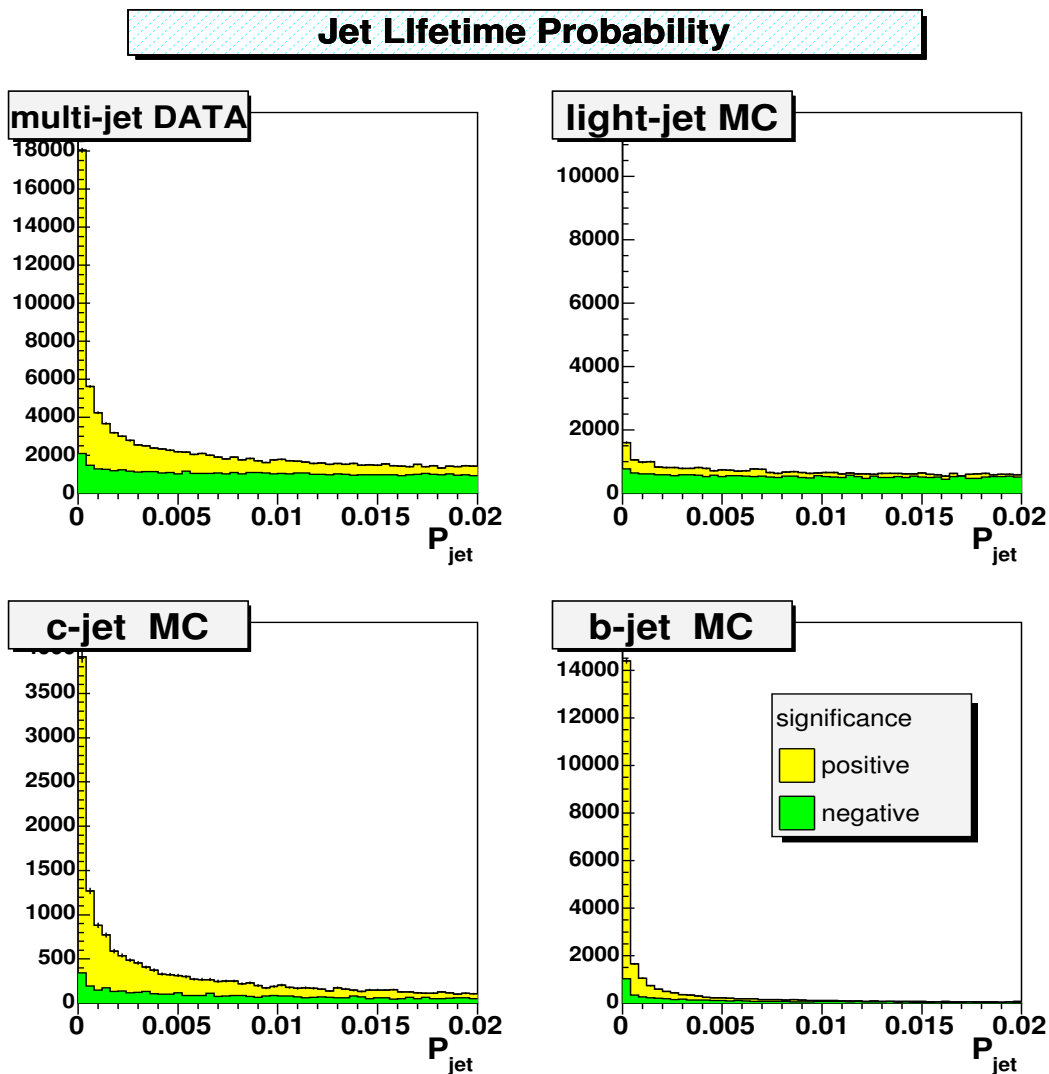 Jet LIfetime Probability
multi-jet DATA
18000
16000
14000
12000
10000
8000
6000
4000
2000
0
0 0.005 0.01 0.015 0.02
P_jet
light-jet MC
10000
8000
6000
4000
2000
0
0 0.005 0.01 0.015 0.02
P_jet
c-jet MC
4000
3500
3000
2500
2000
1500
1000
500
0
0 0.005 0.01 0.015 0.02
P_jet
b-jet MC
14000
12000
10000
8000
6000
4000
2000
0
significance
positive
negative
0 0.005 0.01 0.015 0.02
P_jet